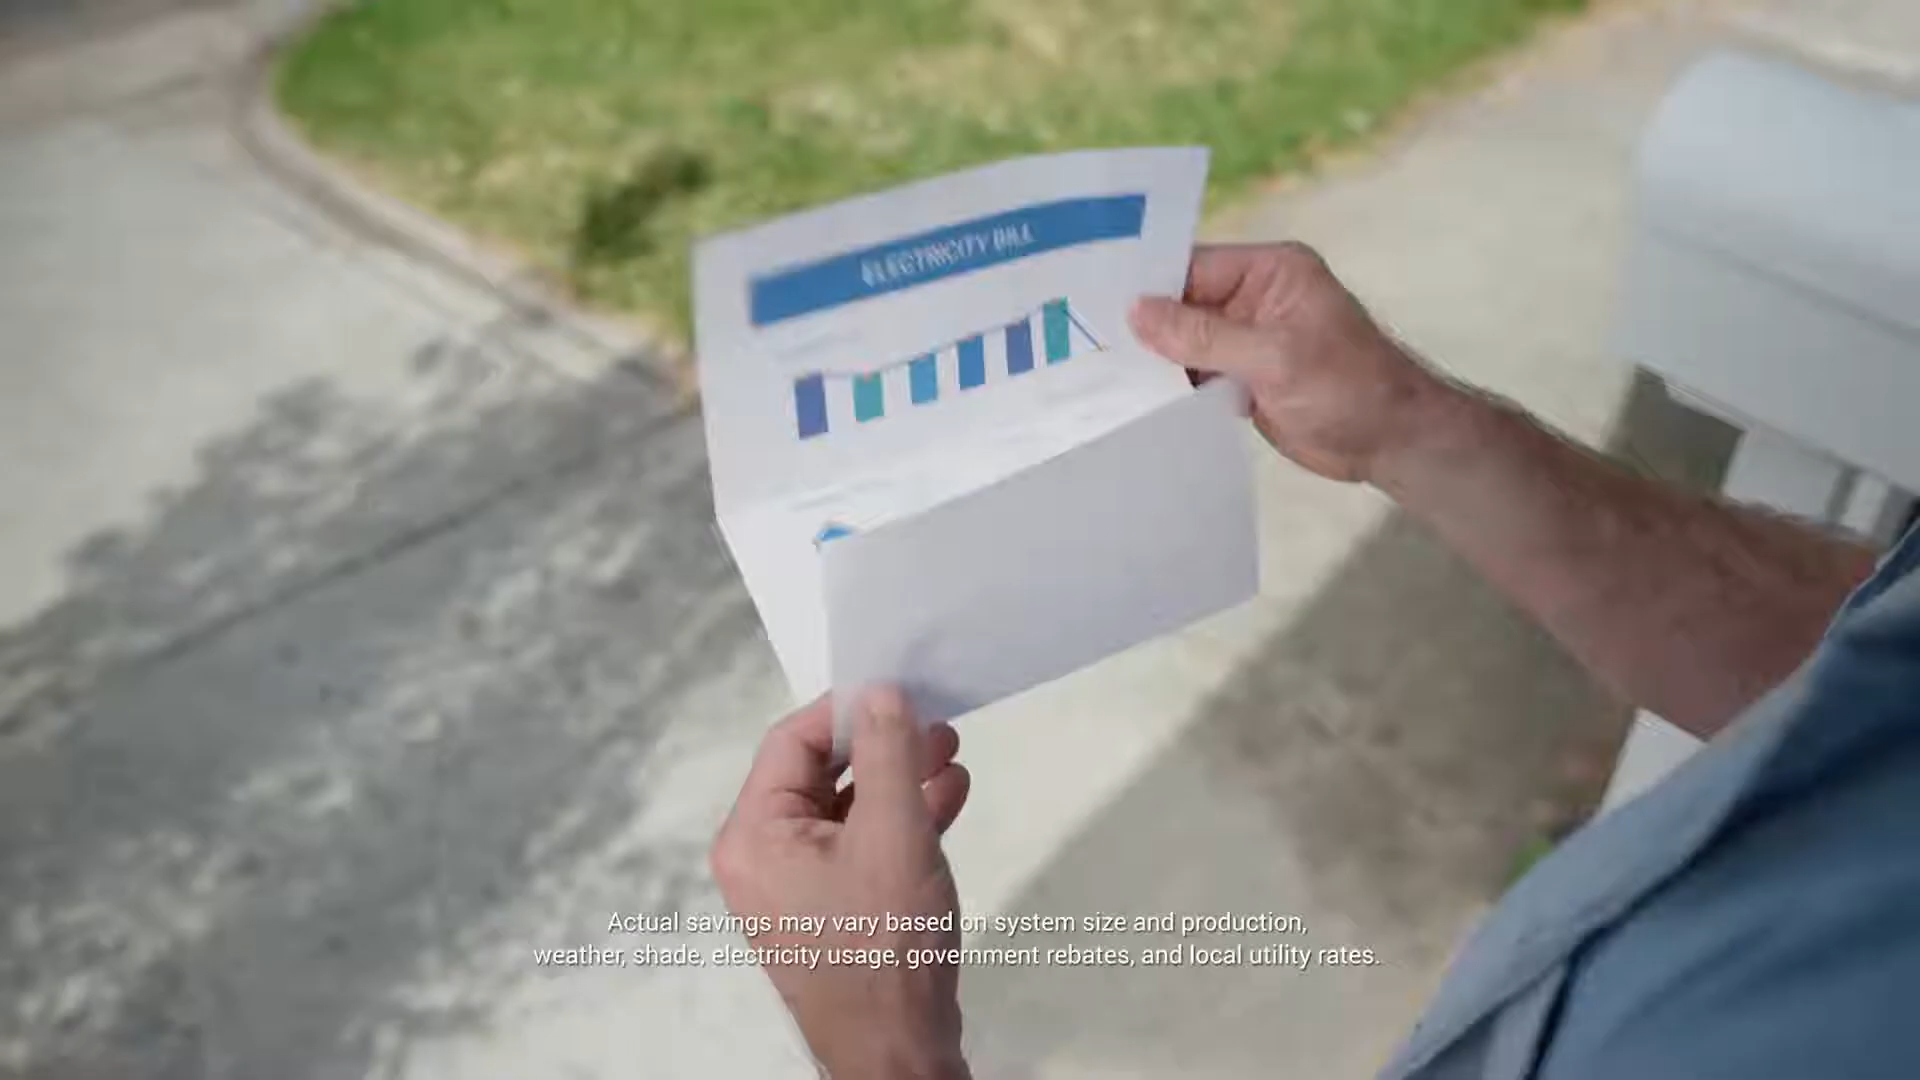 ELECTRICITY BILL
Actual savings may vary based on system size and production,
weather, shade, electricity usage, government rebates, and local utility rates.